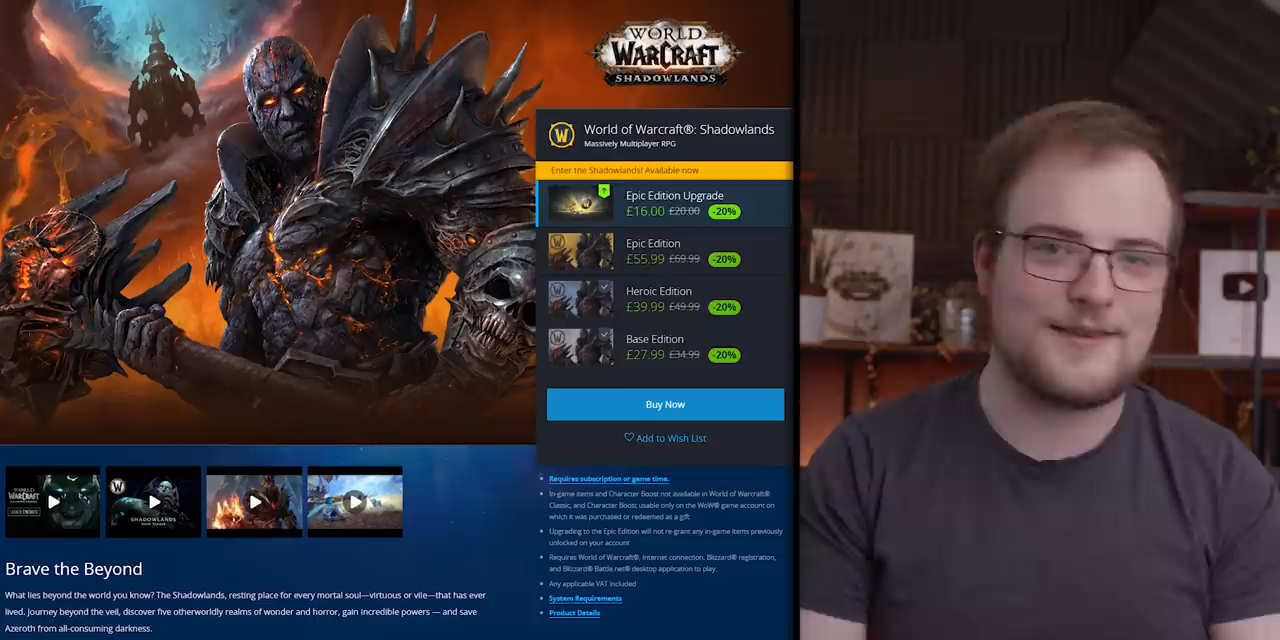 WORLD
WARCRAFT
SHADOWLANDS
World of Warcraft®: Shadowlands
Massively Multiplayer RPG
Enter the Shadowlands! Available now
Epic Edition Upgrade
£16.00 £20.00 -20%
Epic Edition
£55.99 £69.99 -20%
Heroic Edition
£39.99 £49.99 -20%
Base Edition
£27.99 £34.99 -20%
Buy Now
Add to Wish List
Requires subscription or game time.
In-game items and Character Boost not available in World of Warcraft®
Classic, and Character Boost usable only on the WoW® game account on
which it was purchased or redeemed as a gift
Upgrading to the Epic Edition will not re-grant any in-game items previously
unlocked on your account
Requires World of Warcraft®, Internet connection, Blizzard® registration,
and Blizzard® Battle.net® desktop application to play.
Any applicable VAT included
System Requirements
Product Details
WORLD
WARCRAFT
SHADOWLANDS
Brave the Beyond
What lies beyond the world you know? The Shadowlands, resting place for every mortal soul—virtuous or vile—that has ever
lived. Journey beyond the veil, discover five otherworldly realms of wonder and horror, gain incredible powers — and save
Azeroth from all-consuming darkness.